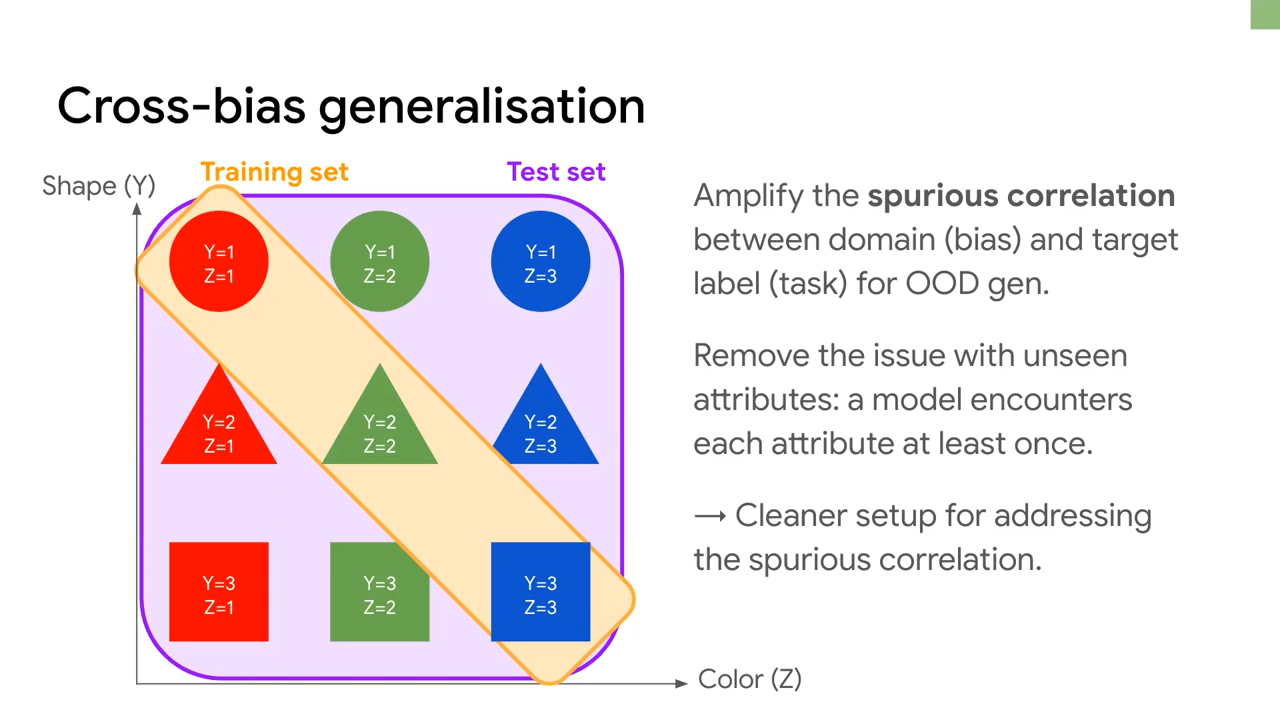 Cross-bias generalisation
Training set
Test set
Shape (Y)
Y=1
Z=1
Y=1
Z=2
Y=1
Z=3
Y=2
Z=1
Y=2
Z=2
Y=2
Z=3
Y=3
Z=1
Y=3
Z=2
Y=3
Z=3
Color (Z)
Amplify the spurious correlation
between domain (bias) and target
label (task) for OOD gen.
Remove the issue with unseen
attributes: a model encounters
each attribute at least once.
→ Cleaner setup for addressing
the spurious correlation.